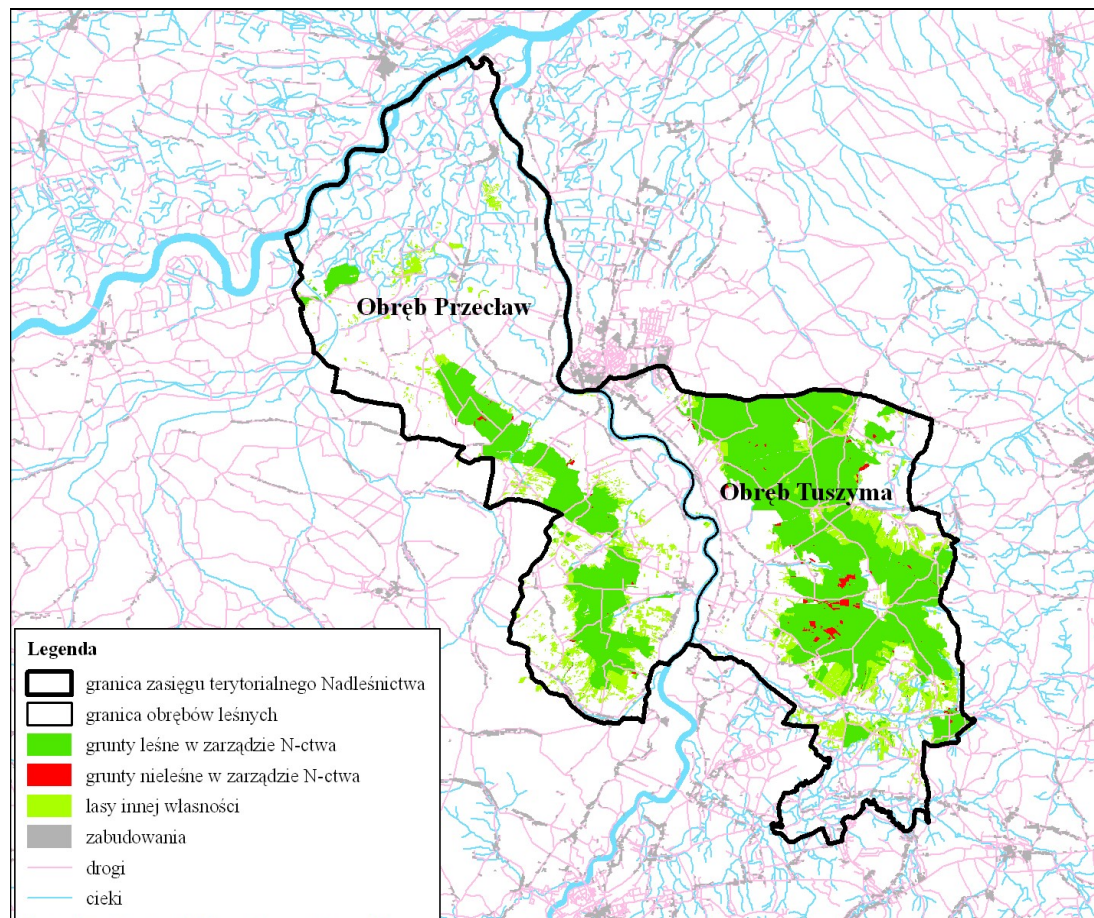 Obręb Przecław
Obręb Tuszyma
Legenda
granica zasięgu terytorialnego Nadleśnictwa
granica obrębów leśnych
grunty leśne w zarządzie N-ctwa
grunty nieleśne w zarządzie N-ctwa
lasy innej własności
zabudowania
drogi
cieki